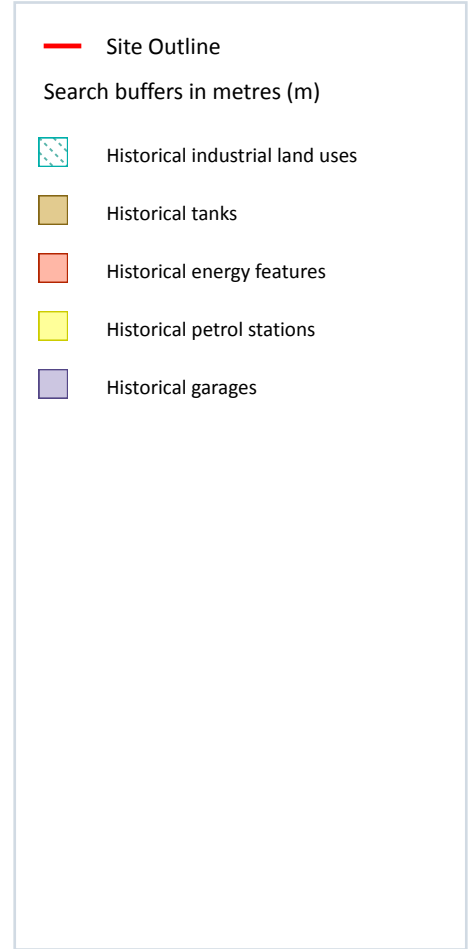 Site Outline
Search buffers in metres (m)
Historical industrial land uses
Historical tanks
Historical energy features
Historical petrol stations
Historical garages